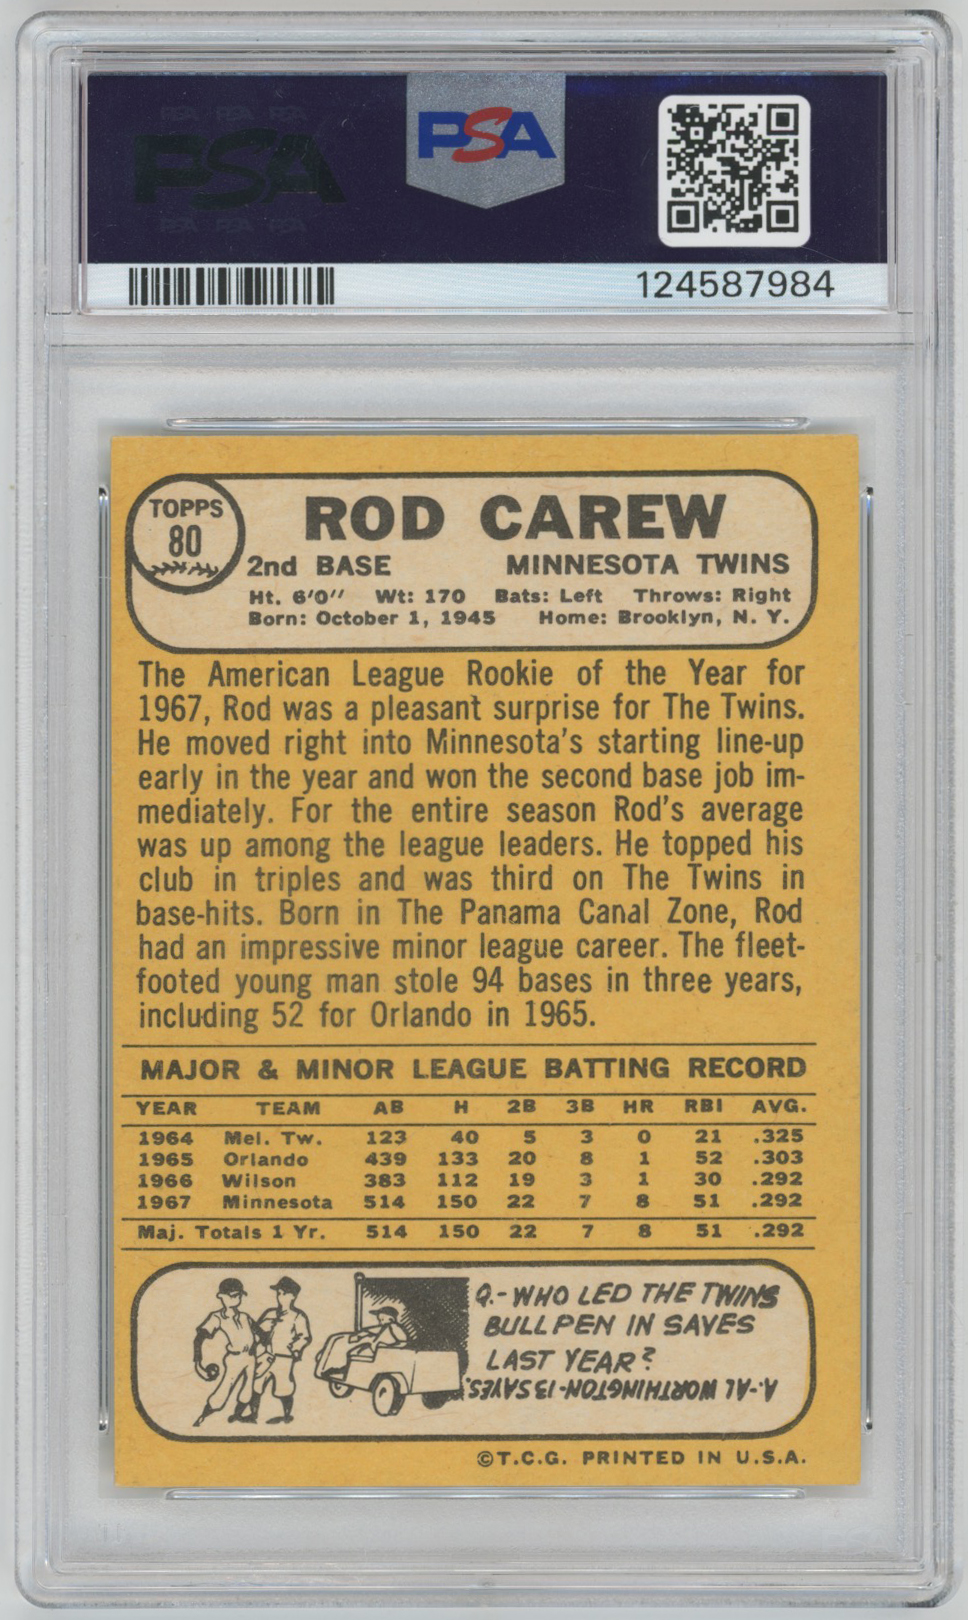 PSA PSA PSA
PSA
PSA PSA PSA
PSA
124587984
TOPPS
80
ROD CAREW
2nd BASE MINNESOTA TWINS
Ht. 6'0" Wt: 170 Bats: Left Throws: Right
Born: October 1, 1945 Home: Brooklyn, N. Y.
The American League Rookie of the Year for
1967, Rod was a pleasant surprise for The Twins.
He moved right into Minnesota's starting line-up
early in the year and won the second base job im-
mediately. For the entire season Rod's average
was up among the league leaders. He topped his
club in triples and was third on The Twins in
base-hits. Born in The Panama Canal Zone, Rod
had an impressive minor league career. The fleet-
footed young man stole 94 bases in three years,
including 52 for Orlando in 1965.
MAJOR & MINOR LEAGUE BATTING RECORD
YEAR TEAM AB H 2B 3B HR RBI AVG.
1964 Mel. Tw. 123 40 5 3 0 21 .325
1965 Orlando 439 133 20 8 1 52 .303
1966 Wilson 383 112 19 3 1 30 .292
1967 Minnesota 514 150 22 7 8 51 .292
Maj. Totals 1 Yr. 514 150 22 7 8 51 .292
Q.- WHO LED THE TWINS
BULLPEN IN SAVES
LAST YEAR?
A.- AL WORTHINGTON-13 SAVES.
©T.C.G. PRINTED IN U.S.A.